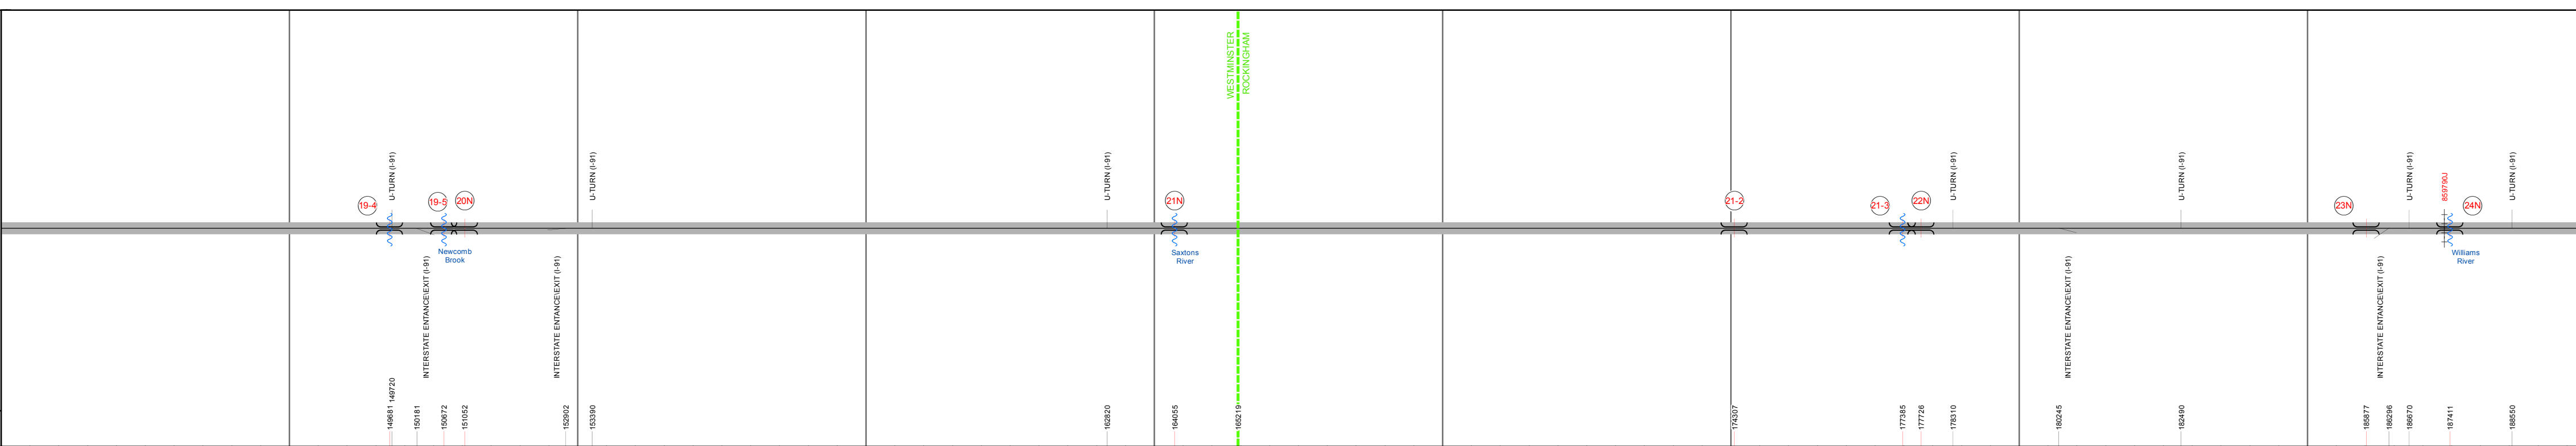 WESTMINSTER
ROCKINGHAM
U-TURN (I-91)
U-TURN (I-91)
U-TURN (I-91)
U-TURN (I-91)
U-TURN (I-91)
U-TURN (I-91)
859790J
U-TURN (I-91)
19-4
19-5
20N
21N
21-2
21-3
22N
23N
24N
Newcomb
Brook
Saxtons
River
Williams
River
INTERSTATE ENTANCE\EXIT (I-91)
INTERSTATE ENTANCE\EXIT (I-91)
INTERSTATE ENTANCE\EXIT (I-91)
INTERSTATE ENTANCE\EXIT (I-91)
149681
149720
150181
150672
151052
152902
153390
162820
164055
165219
174307
177385
177726
178310
180245
182490
185877
186296
186670
187411
188550